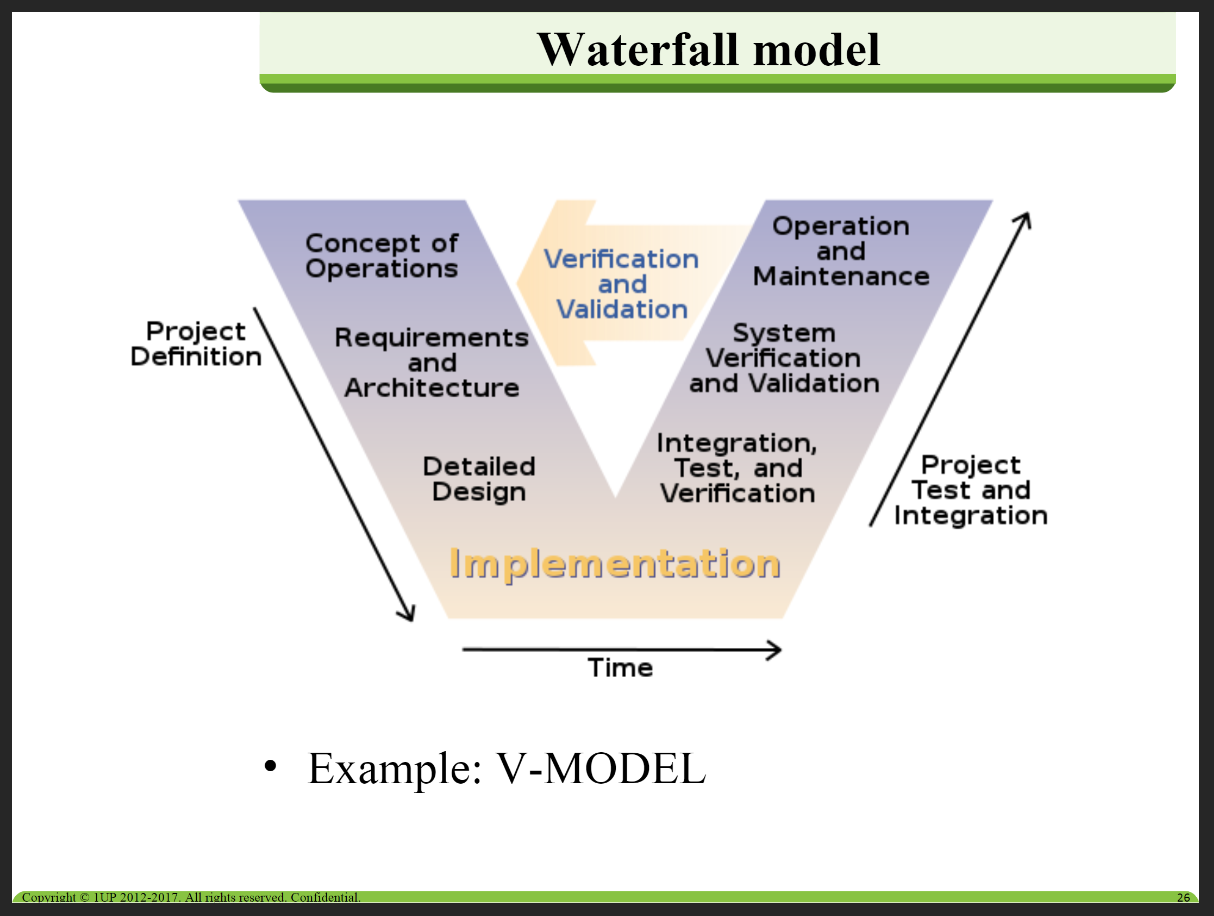 Waterfall model
Concept of
Operations
Verification
and
Validation
Operation
and
Maintenance
Project
Definition
Requirements
and
Architecture
System
Verification
and Validation
Detailed
Design
Integration,
Test, and
Verification
Project
Test and
Integration
Implementation
Time
• Example: V-MODEL
Copyright © 1UP 2012-2017. All rights reserved. Confidential.
26